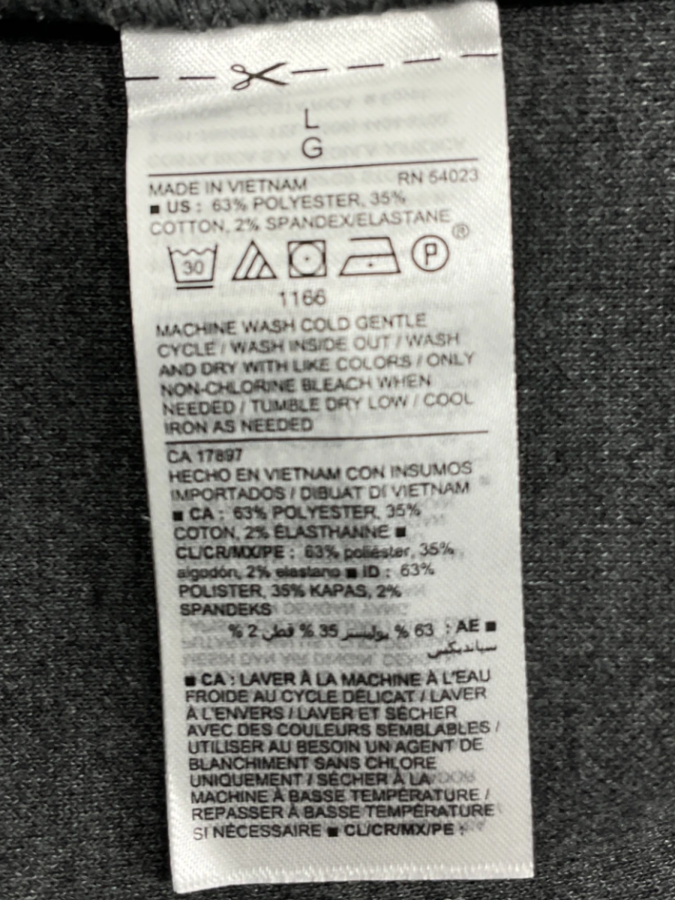 L
G
MADE IN VIETNAM RN 54023
■ US : 63% POLYESTER, 35%
COTTON, 2% SPANDEX/ELASTANE
30 P ®
1166
MACHINE WASH COLD GENTLE
CYCLE / WASH INSIDE OUT / WASH
AND DRY WITH LIKE COLORS / ONLY
NON-CHLORINE BLEACH WHEN
NEEDED / TUMBLE DRY LOW / COOL
IRON AS NEEDED
CA 17897
HECHO EN VIETNAM CON INSUMOS
IMPORTADOS / DIBUAT DI VIETNAM
■ CA : 63% POLYESTER, 35%
COTON, 2% ÉLASTHANNE ■
CL/CR/MX/PE : 63% poliéster, 35%
algodón, 2% elastano ■ ID : 63%
POLISTER, 35% KAPAS, 2%
SPANDEKS
■ AE : 63 % بوليستر 35 % قطن 2 %
سبانديكس
■ CA : LAVER À LA MACHINE À L'EAU
FROIDE AU CYCLE DÉLICAT / LAVER
À L'ENVERS / LAVER ET SÉCHER
AVEC DES COULEURS SEMBLABLES /
UTILISER AU BESOIN UN AGENT DE
BLANCHIMENT SANS CHLORE
UNIQUEMENT / SÉCHER À LA
MACHINE À BASSE TEMPÉRATURE /
REPASSER À BASSE TEMPÉRATURE
SI NÉCESSAIRE ■ CL/CR/MX/PE :